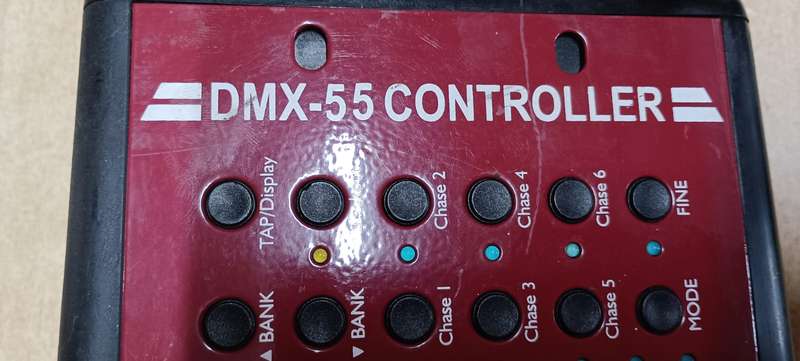 DMX-55 CONTROLLER
TAP/Display
Chase 2
Chase 4
Chase 6
FINE
▲ BANK
▼ BANK
Chase 1
Chase 3
Chase 5
MODE